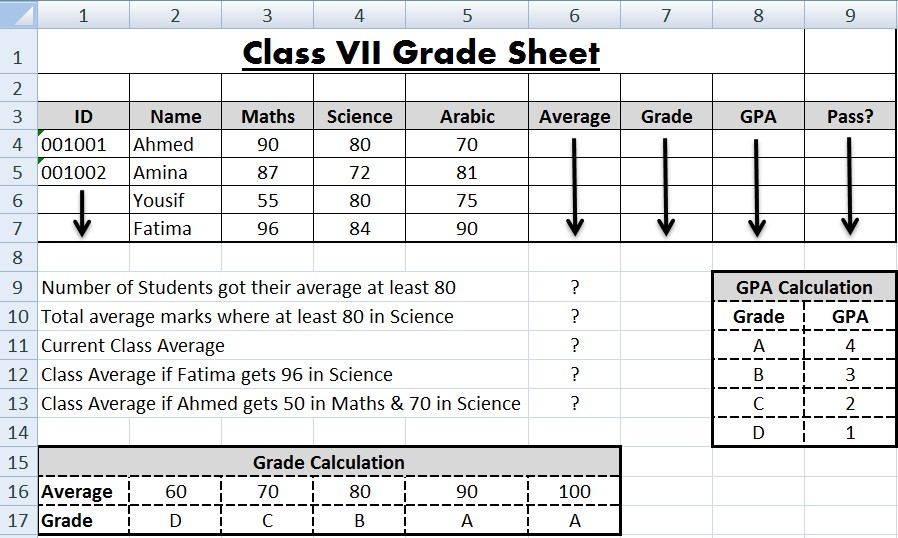 1 2 3 4 5 6 7 8 9
1 Class VII Grade Sheet
2
3 ID Name Maths Science Arabic Average Grade GPA Pass?
4 001001 Ahmed 90 80 70
5 001002 Amina 87 72 81
6 Yousif 55 80 75
7 Fatima 96 84 90
8
9 Number of Students got their average at least 80 ? GPA Calculation
10 Total average marks where at least 80 in Science ? Grade GPA
11 Current Class Average ? A 4
12 Class Average if Fatima gets 96 in Science ? B 3
13 Class Average if Ahmed gets 50 in Maths & 70 in Science ? C 2
14 D 1
15 Grade Calculation
16 Average 60 70 80 90 100
17 Grade D C B A A